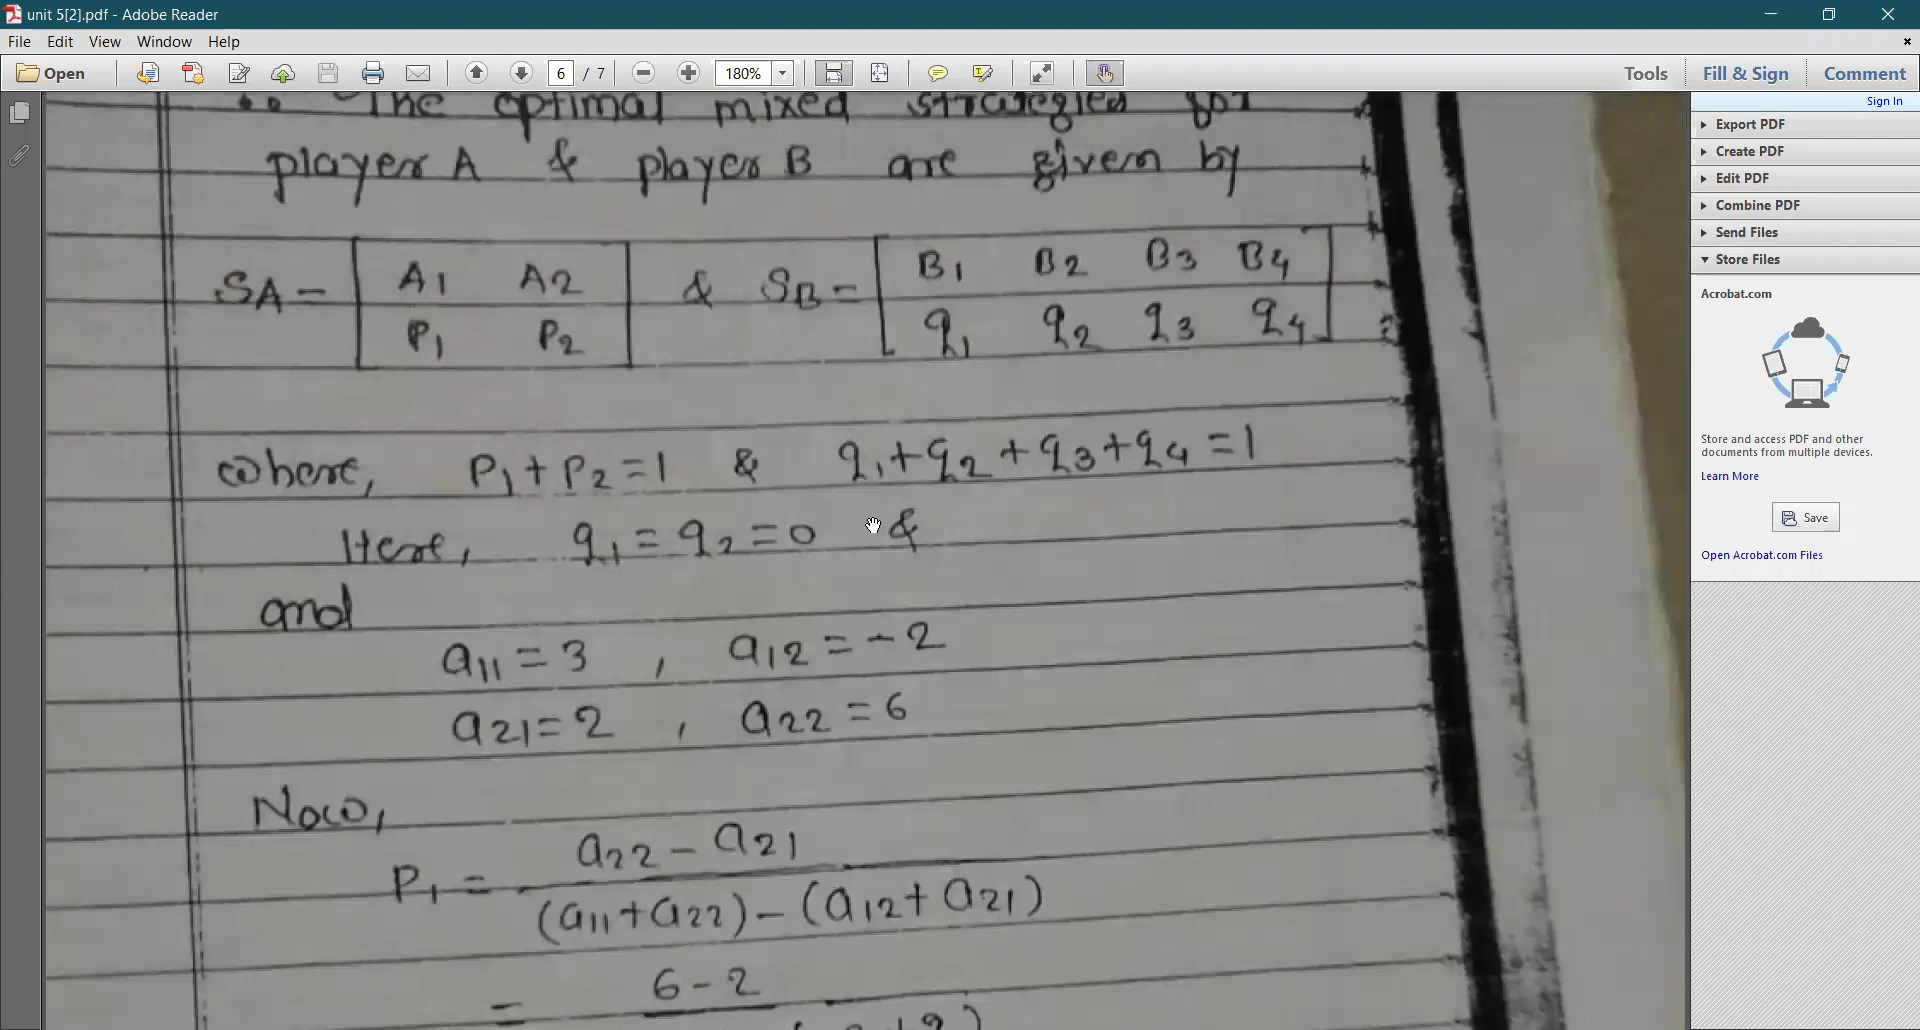 unit 5[2].pdf - Adobe Reader
File Edit View Window Help
Open 6 / 7 180% Tools Fill & Sign Comment
Sign In
Export PDF
Create PDF
Edit PDF
Combine PDF
Send Files
Store Files
Acrobat.com
Store and access PDF and other
documents from multiple devices.
Learn More
Save
Open Acrobat.com Files
∴ The optimal mixed strategies for
player A & player B are given by
SA = [ A1 A2 & SB = [ B1 B2 B3 B4
P1 P2 ] q1 q2 q3 q4 ]
where, P1 + P2 = 1 & q1 + q2 + q3 + q4 = 1
Here, q1 = q2 = 0 &
and
a11 = 3 , a12 = -2
a21 = 2 , a22 = 6
Now,
P1 = a22 - a21
(a11 + a22) - (a12 + a21)
= 6 - 2